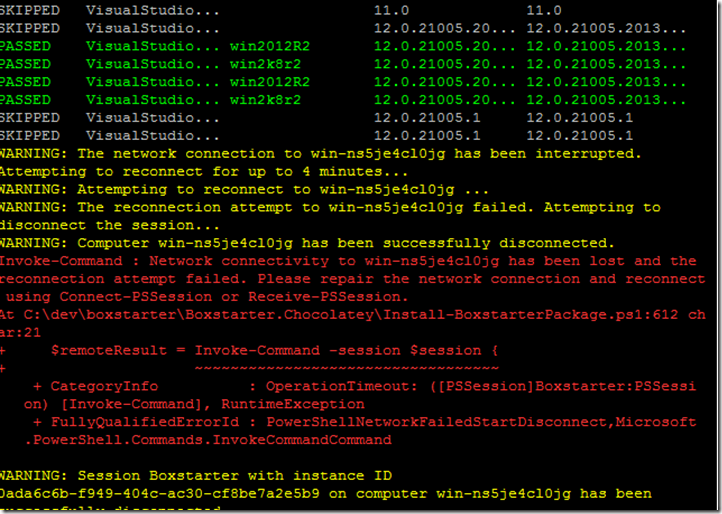 SKIPPED VisualStudio... 11.0 11.0
SKIPPED VisualStudio... 12.0.21005.20... 12.0.21005.2013...
PASSED VisualStudio... win2012R2 12.0.21005.20... 12.0.21005.2013...
PASSED VisualStudio... win2k8r2 12.0.21005.20... 12.0.21005.2013...
PASSED VisualStudio... win2012R2 12.0.21005.20... 12.0.21005.2013...
PASSED VisualStudio... win2k8r2 12.0.21005.20... 12.0.21005.2013...
SKIPPED VisualStudio... 12.0.21005.1 12.0.21005.1
SKIPPED VisualStudio... 12.0.21005.1 12.0.21005.1
WARNING: The network connection to win-ns5je4cl0jg has been interrupted.
Attempting to reconnect for up to 4 minutes...
WARNING: Attempting to reconnect to win-ns5je4cl0jg ...
WARNING: The reconnection attempt to win-ns5je4cl0jg failed. Attempting to
disconnect the session...
WARNING: Computer win-ns5je4cl0jg has been successfully disconnected.
Invoke-Command : Network connectivity to win-ns5je4cl0jg has been lost and the
reconnection attempt failed. Please repair the network connection and reconnect
using Connect-PSSession or Receive-PSSession.
At C:\dev\boxstarter\Boxstarter.Chocolatey\Install-BoxstarterPackage.ps1:612 ch
ar:21
+ $remoteResult = Invoke-Command -session $session {
+ ~~~~~~~~~~~~~~~~~~~~~~~~~~~~~~~~~~
+ CategoryInfo : OperationTimeout: ([PSSession]Boxstarter:PSSessi
on) [Invoke-Command], RuntimeException
+ FullyQualifiedErrorId : PowerShellNetworkFailedStartDisconnect,Microsoft
.PowerShell.Commands.InvokeCommandCommand
WARNING: Session Boxstarter with instance ID
0ada6c6b-f949-404c-ac30-cf8be7a2e5b9 on computer win-ns5je4cl0jg has been
successfully disconnected